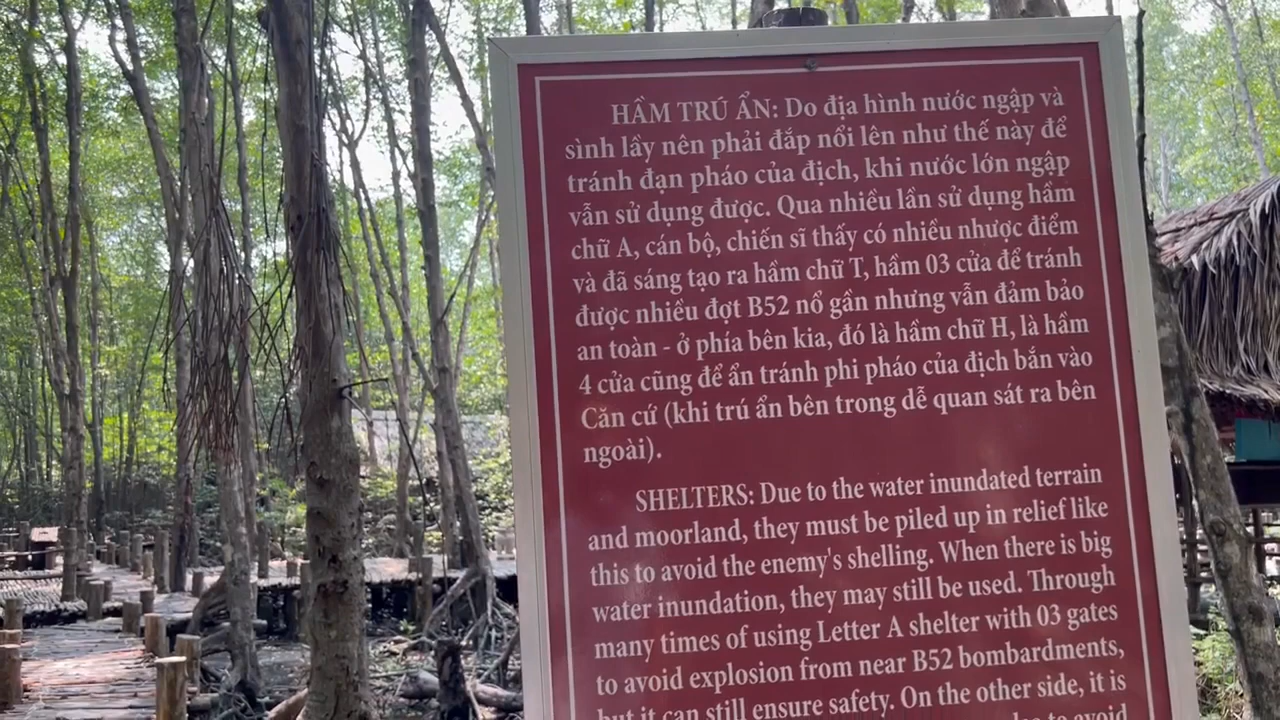 HẦM TRÚ ẨN: Do địa hình nước ngập và
sình lầy nên phải đắp nổi lên như thế này để
tránh đạn pháo của địch, khi nước lớn ngập
vẫn sử dụng được. Qua nhiều lần sử dụng hầm
chữ A, cán bộ, chiến sĩ thấy có nhiều nhược điểm
và đã sáng tạo ra hầm chữ T, hầm 03 cửa để tránh
được nhiều đợt B52 nổ gần nhưng vẫn đảm bảo
an toàn - ở phía bên kia, đó là hầm chữ H, là hầm
4 cửa cũng để ẩn tránh phi pháo của địch bắn vào
Căn cứ (khi trú ẩn bên trong dễ quan sát ra bên
ngoài).
SHELTERS: Due to the water inundated terrain
and moorland, they must be piled up in relief like
this to avoid the enemy's shelling. When there is big
water inundation, they may still be used. Through
many times of using Letter A shelter with 03 gates
to avoid explosion from near B52 bombardments,
but it can still ensure safety. On the other side, it is
to avoid